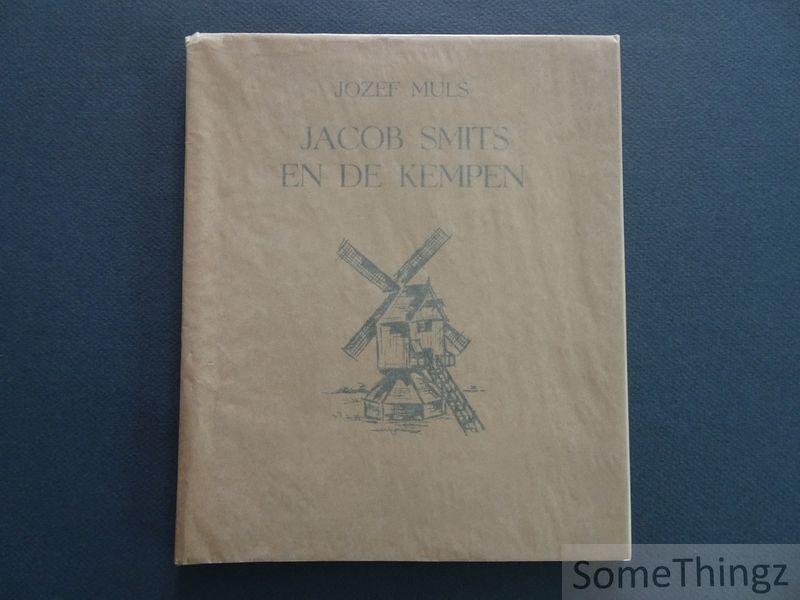 JOZEF MULS
JACOB SMITS
EN DE KEMPEN
SomeThingz